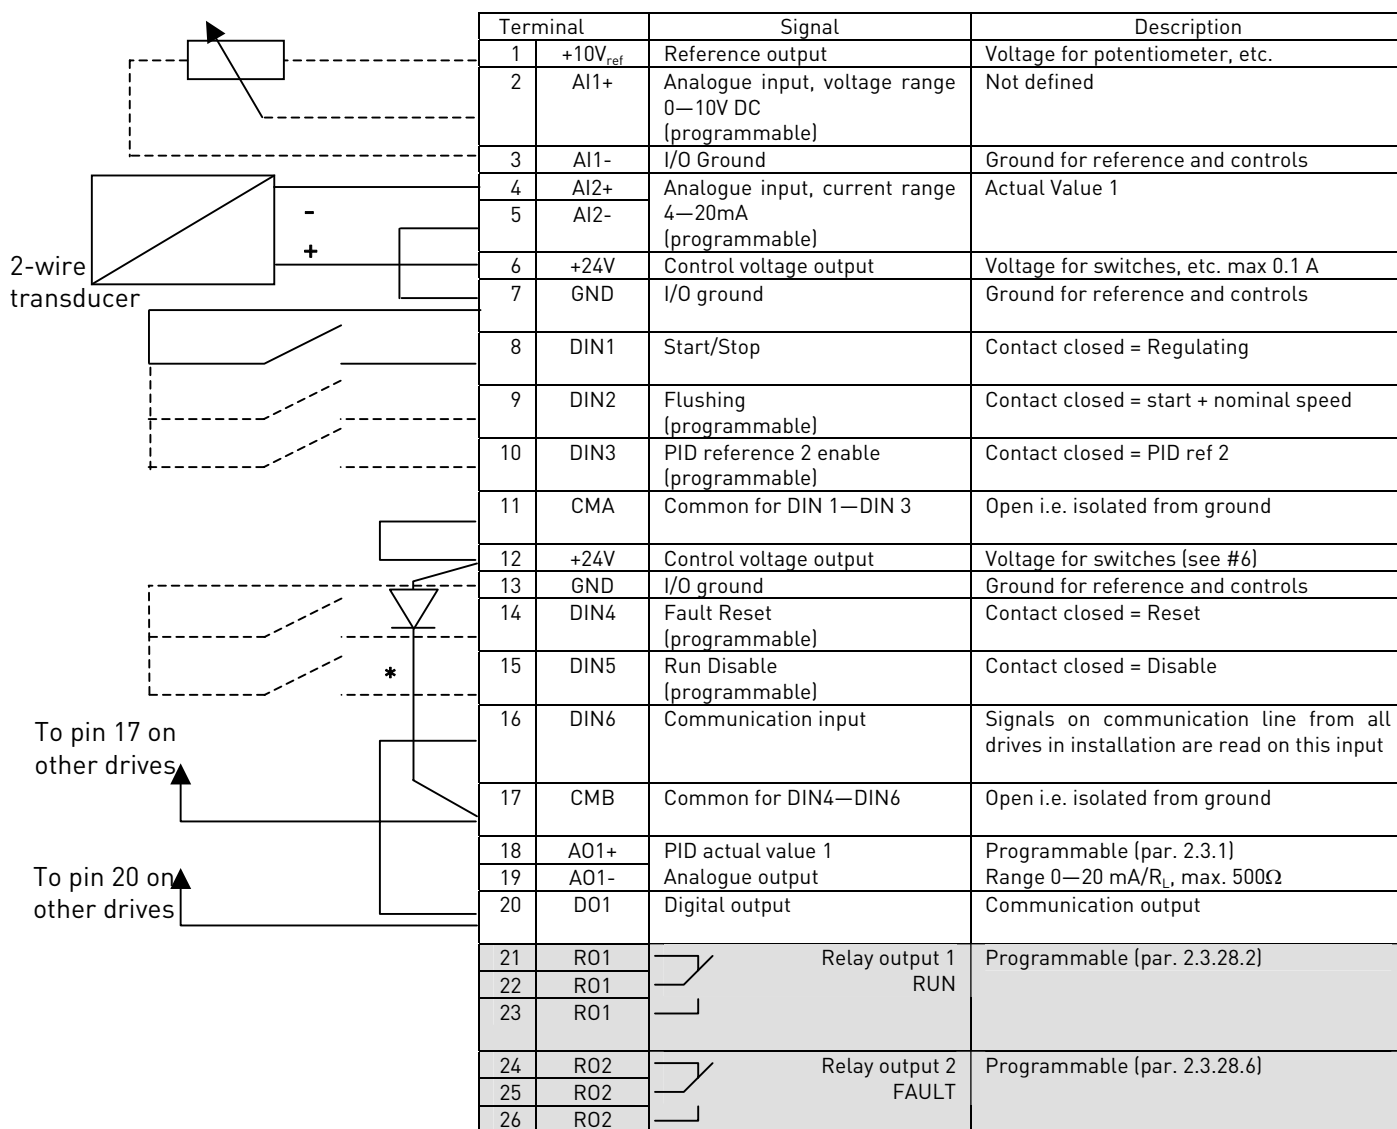 Terminal Signal Description
1 +10Vref Reference output Voltage for potentiometer, etc.
2 AI1+ Analogue input, voltage range Not defined
0—10V DC
(programmable)
3 AI1- I/O Ground Ground for reference and controls
4 AI2+ Analogue input, current range Actual Value 1
5 AI2- 4—20mA
(programmable)
-
+
2-wire
transducer
6 +24V Control voltage output Voltage for switches, etc. max 0.1 A
7 GND I/O ground Ground for reference and controls
8 DIN1 Start/Stop Contact closed = Regulating
9 DIN2 Flushing Contact closed = start + nominal speed
(programmable)
10 DIN3 PID reference 2 enable Contact closed = PID ref 2
(programmable)
11 CMA Common for DIN 1—DIN 3 Open i.e. isolated from ground
12 +24V Control voltage output Voltage for switches (see #6)
13 GND I/O ground Ground for reference and controls
14 DIN4 Fault Reset Contact closed = Reset
(programmable)
*
15 DIN5 Run Disable Contact closed = Disable
(programmable)
16 DIN6 Communication input Signals on communication line from all
drives in installation are read on this input
To pin 17 on
other drives
17 CMB Common for DIN4—DIN6 Open i.e. isolated from ground
18 AO1+ PID actual value 1 Programmable (par. 2.3.1)
19 AO1- Analogue output Range 0—20 mA/RL, max. 500Ω
To pin 20 on
other drives
20 DO1 Digital output Communication output
21 RO1 Relay output 1 Programmable (par. 2.3.28.2)
22 RO1 RUN
23 RO1
24 RO2 Relay output 2 Programmable (par. 2.3.28.6)
25 RO2 FAULT
26 RO2